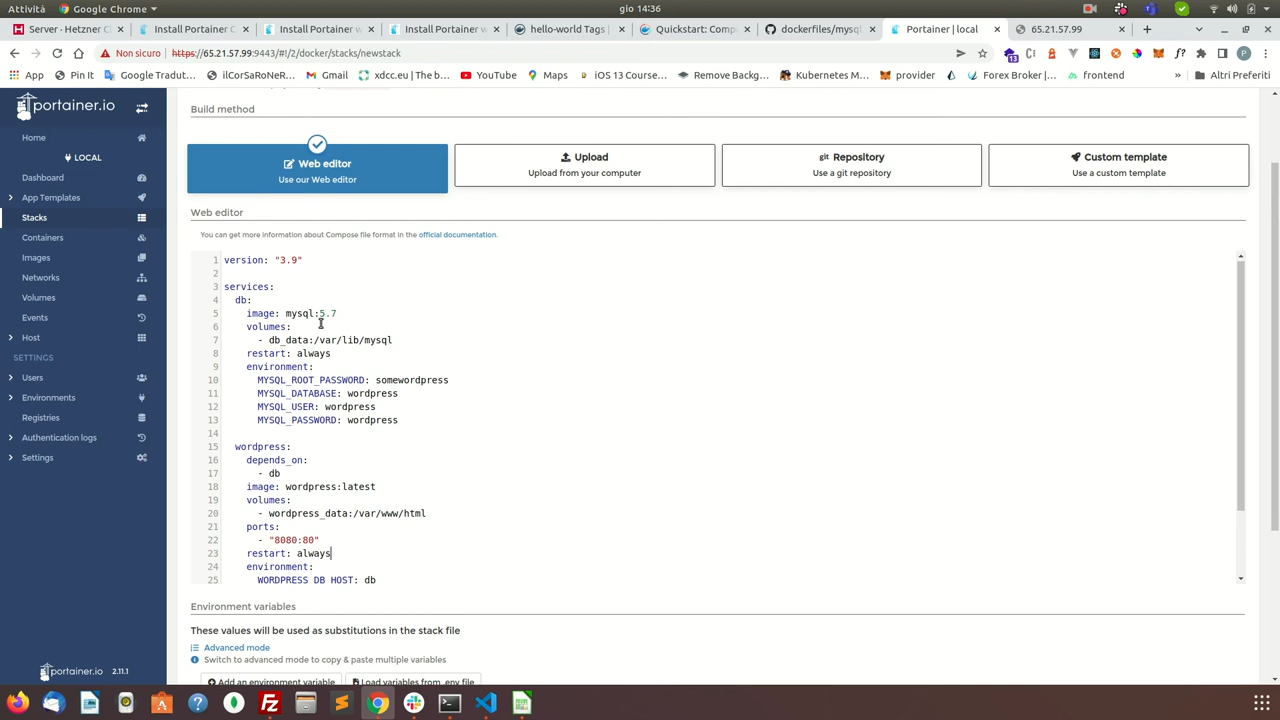 Attività
Google Chrome
gio 14:36
Server · Hetzner C
Install Portainer C
Install Portainer w
Install Portainer w
hello-world Tags |
Quickstart: Comp
dockerfiles/mysql
Portainer | local
65.21.57.99
Non sicuro
https://65.21.57.99:9443/#!/2/docker/stacks/newstack
App
Pin It
Google Tradut...
ilCorSaRoNeR...
Gmail
xdcc.eu | The b...
YouTube
Maps
iOS 13 Course...
Remove Backg...
Kubernetes M...
provider
Forex Broker |...
frontend
»
Altri Preferiti
portainer.io
Home
LOCAL
Dashboard
App Templates
Stacks
Containers
Images
Networks
Volumes
Events
Host
SETTINGS
Users
Environments
Registries
Authentication logs
Settings
portainer.io 2.11.1
Build method
Web editor
Use our Web editor
Upload
Upload from your computer
git Repository
Use a git repository
Custom template
Use a custom template
Web editor
You can get more information about Compose file format in the official documentation.
1 version: "3.9"
2
3 services:
4 db:
5 image: mysql:5.7
6 volumes:
7 - db_data:/var/lib/mysql
8 restart: always
9 environment:
10 MYSQL_ROOT_PASSWORD: somewordpress
11 MYSQL_DATABASE: wordpress
12 MYSQL_USER: wordpress
13 MYSQL_PASSWORD: wordpress
14
15 wordpress:
16 depends_on:
17 - db
18 image: wordpress:latest
19 volumes:
20 - wordpress_data:/var/www/html
21 ports:
22 - "8080:80"
23 restart: always
24 environment:
25 WORDPRESS_DB_HOST: db
Environment variables
These values will be used as substitutions in the stack file
Advanced mode
Switch to advanced mode to copy & paste multiple variables
Add an environment variable
Load variables from .env file